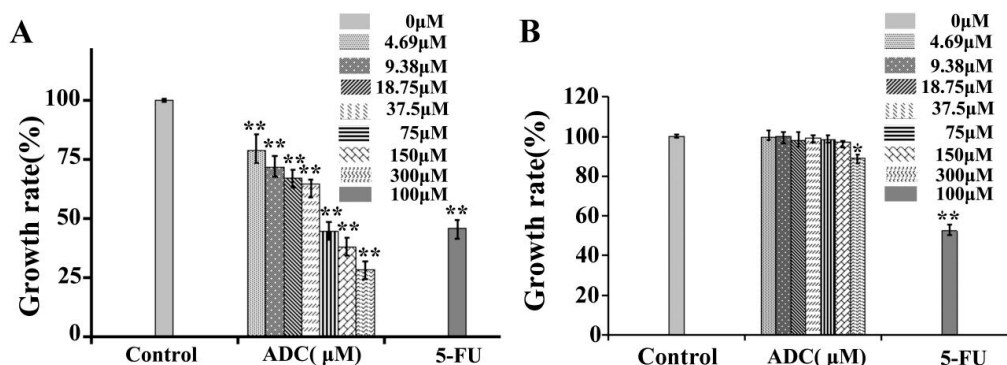 A
0μM
4.69μM
9.38μM
18.75μM
37.5μM
75μM
150μM
300μM
100μM
Growth rate(%)
100
75
50
25
0
**
**
**
**
**
**
**
**
Control
ADC( μM)
5-FU
B
0μM
4.69μM
9.38μM
18.75μM
37.5μM
75μM
150μM
300μM
100μM
Growth rate(%)
120
100
80
60
40
20
0
*
**
Control
ADC(μM)
5-FU